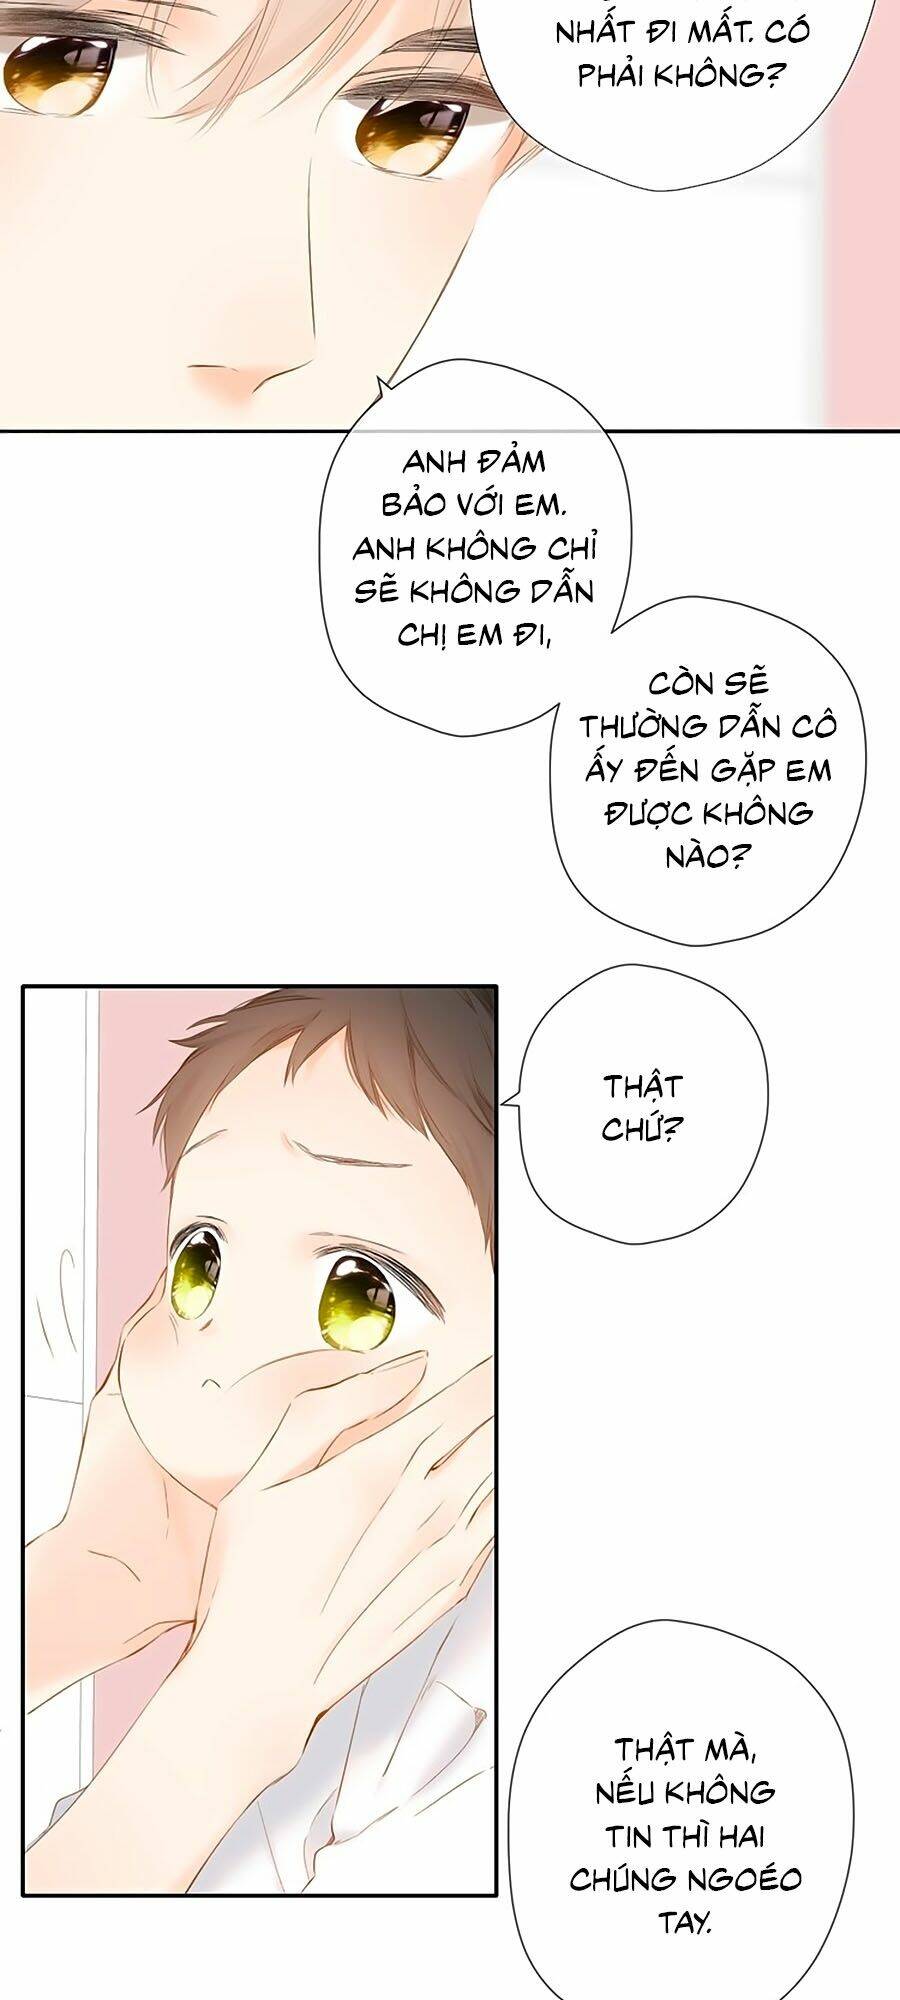 NHẤT ĐI MẤT. CÓ
PHẢI KHÔNG?
ANH ĐẢM
BẢO VỚI EM.
ANH KHÔNG CHỈ
SẼ KHÔNG DẪN
CHỊ EM ĐI,
CÒN SẼ
THƯỜNG DẪN CÔ
ẤY ĐẾN GẶP EM
ĐƯỢC KHÔNG
NÀO?
THẬT
CHỨ?
THẬT MÀ,
NẾU KHÔNG
TIN THÌ HAI
CHÚNG NGOÉO
TAY.